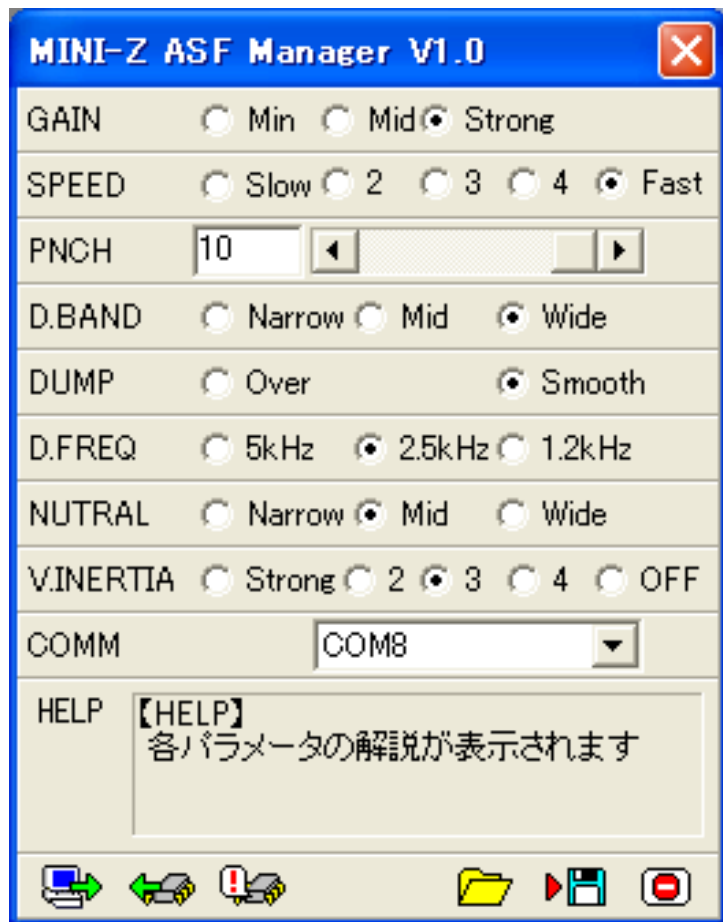 MINI-Z ASF Manager V1.0
GAIN Min Mid Strong
SPEED Slow 2 3 4 Fast
PNCH 10
D.BAND Narrow Mid Wide
DUMP Over Smooth
D.FREQ 5kHz 2.5kHz 1.2kHz
NUTRAL Narrow Mid Wide
V.INERTIA Strong 2 3 4 OFF
COMM COM8
HELP 【HELP】
各パラメータの解説が表示されます